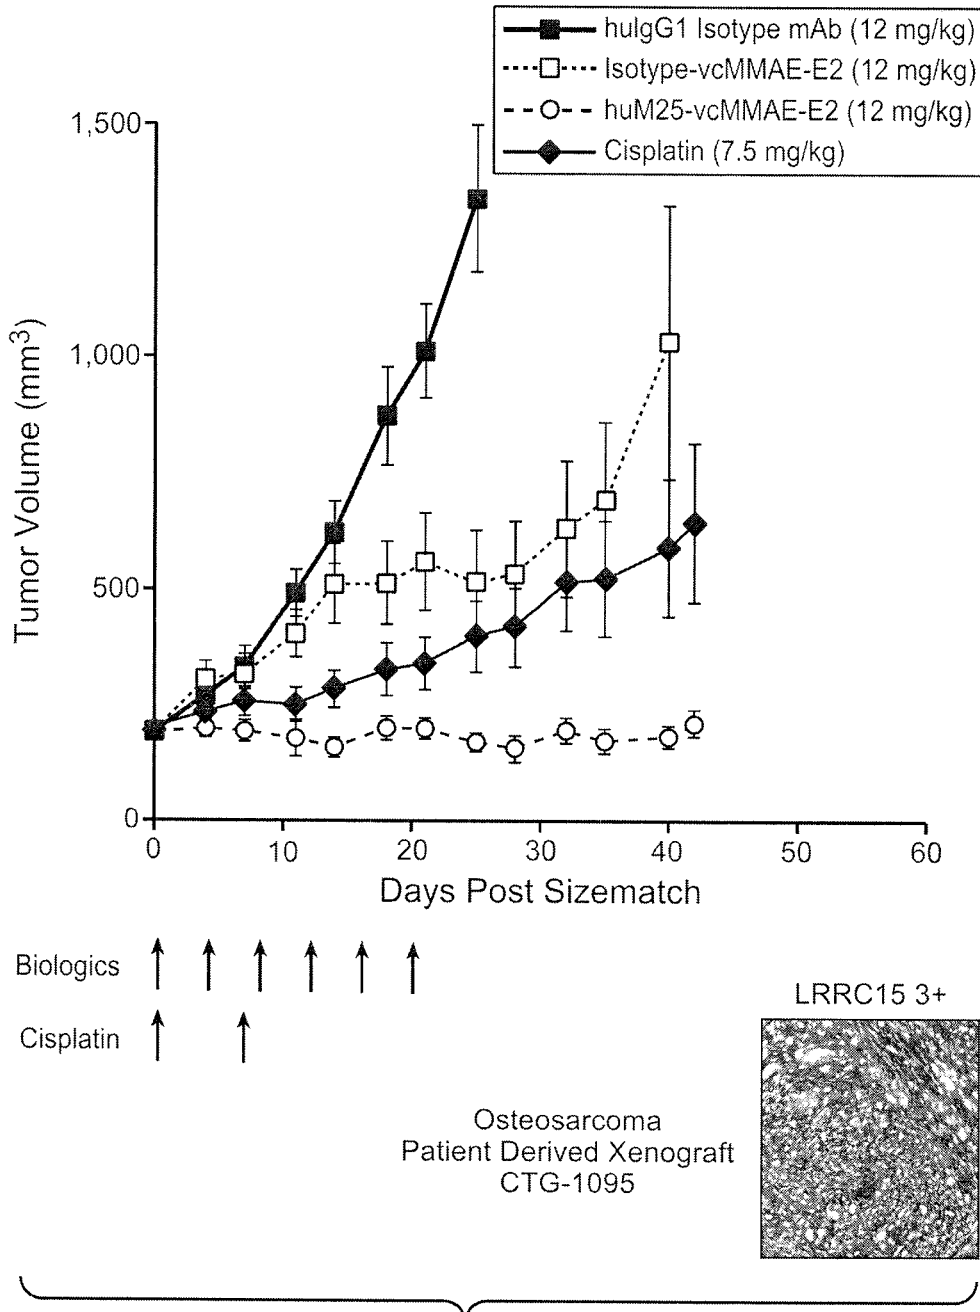 huIgG1 Isotype mAb (12 mg/kg)
Isotype-vcMMAE-E2 (12 mg/kg)
huM25-vcMMAE-E2 (12 mg/kg)
Cisplatin (7.5 mg/kg)
1,500
1,000
500
0
Tumor Volume (mm³)
0 10 20 30 40 50 60
Days Post Sizematch
Biologics
Cisplatin
LRRC15 3+
Osteosarcoma
Patient Derived Xenograft
CTG-1095